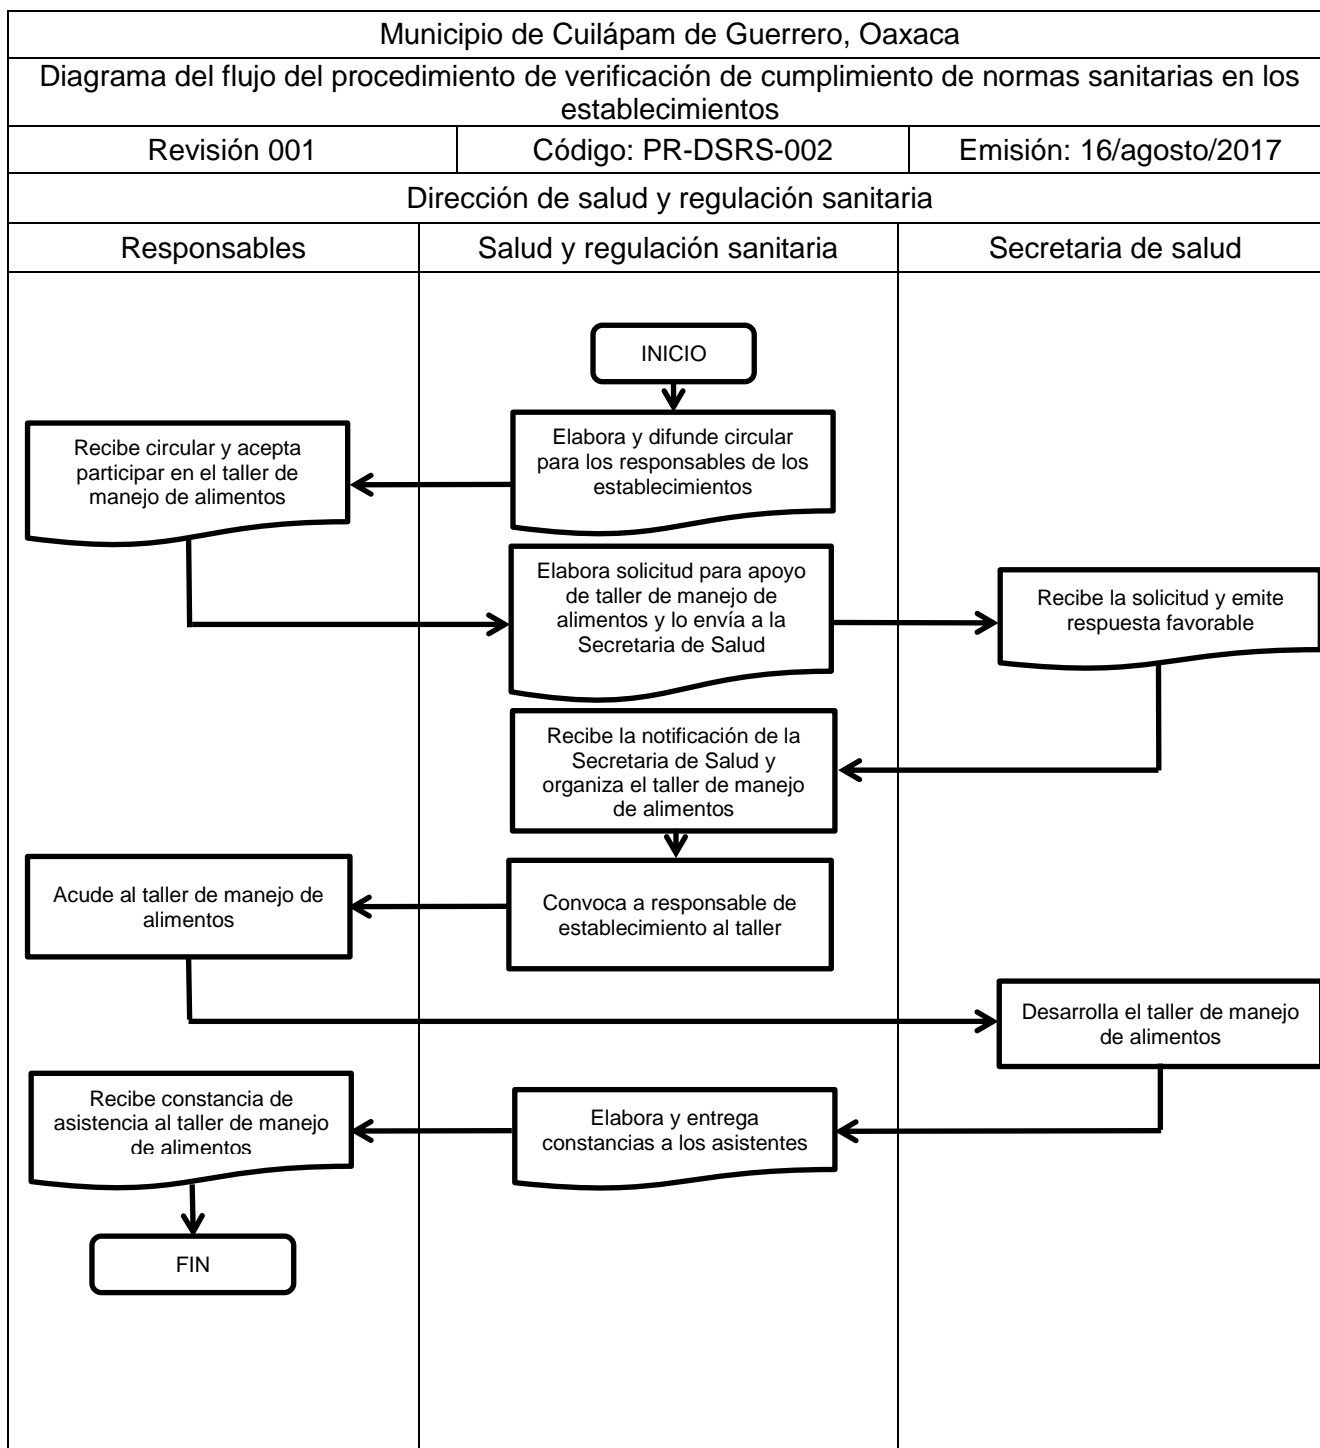 Municipio de Cuilápam de Guerrero, Oaxaca
Diagrama del flujo del procedimiento de verificación de cumplimiento de normas sanitarias en los
establecimientos
Revisión 001
Código: PR-DSRS-002
Emisión: 16/agosto/2017
Dirección de salud y regulación sanitaria
Responsables
Salud y regulación sanitaria
Secretaria de salud
INICIO
Elabora y difunde circular
para los responsables de los
establecimientos
Recibe circular y acepta
participar en el taller de
manejo de alimentos
Elabora solicitud para apoyo
de taller de manejo de
alimentos y lo envía a la
Secretaria de Salud
Recibe la solicitud y emite
respuesta favorable
Recibe la notificación de la
Secretaria de Salud y
organiza el taller de manejo
de alimentos
Convoca a responsable de
establecimiento al taller
Acude al taller de manejo de
alimentos
Desarrolla el taller de manejo
de alimentos
Elabora y entrega
constancias a los asistentes
Recibe constancia de
asistencia al taller de manejo
de alimentos
FIN